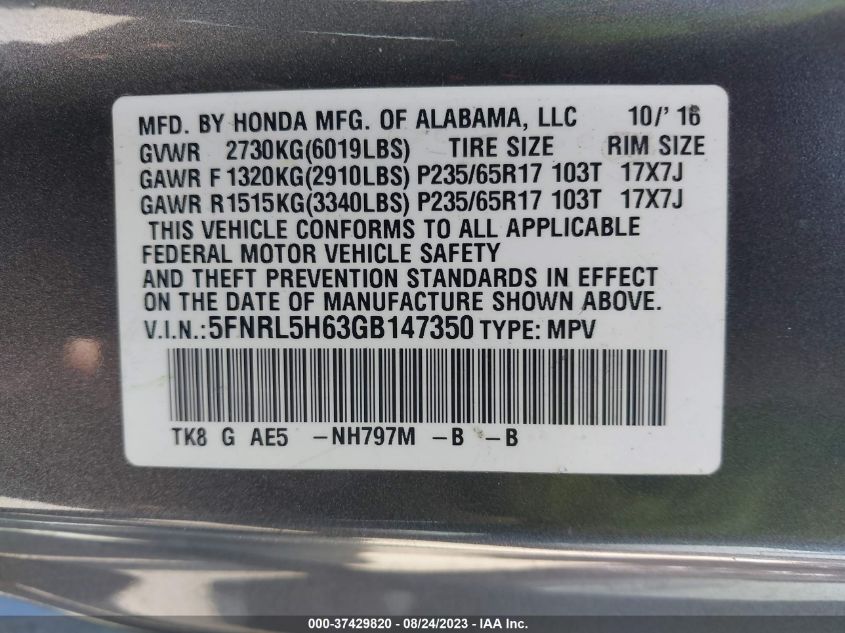 MFD. BY HONDA MFG. OF ALABAMA, LLC 10/'16
GVWR 2730KG(6019LBS) TIRE SIZE RIM SIZE
GAWR F1320KG(2910LBS) P235/65R17 103T 17X7J
GAWR R1515KG(3340LBS) P235/65R17 103T 17X7J
THIS VEHICLE CONFORMS TO ALL APPLICABLE
FEDERAL MOTOR VEHICLE SAFETY
AND THEFT PREVENTION STANDARDS IN EFFECT
ON THE DATE OF MANUFACTURE SHOWN ABOVE.
V.I.N.:5FNRL5H63GB147350 TYPE: MPV
TK8 G AE5 -NH797M -B -B
000-37429820 - 08/24/2023 - IAA Inc.